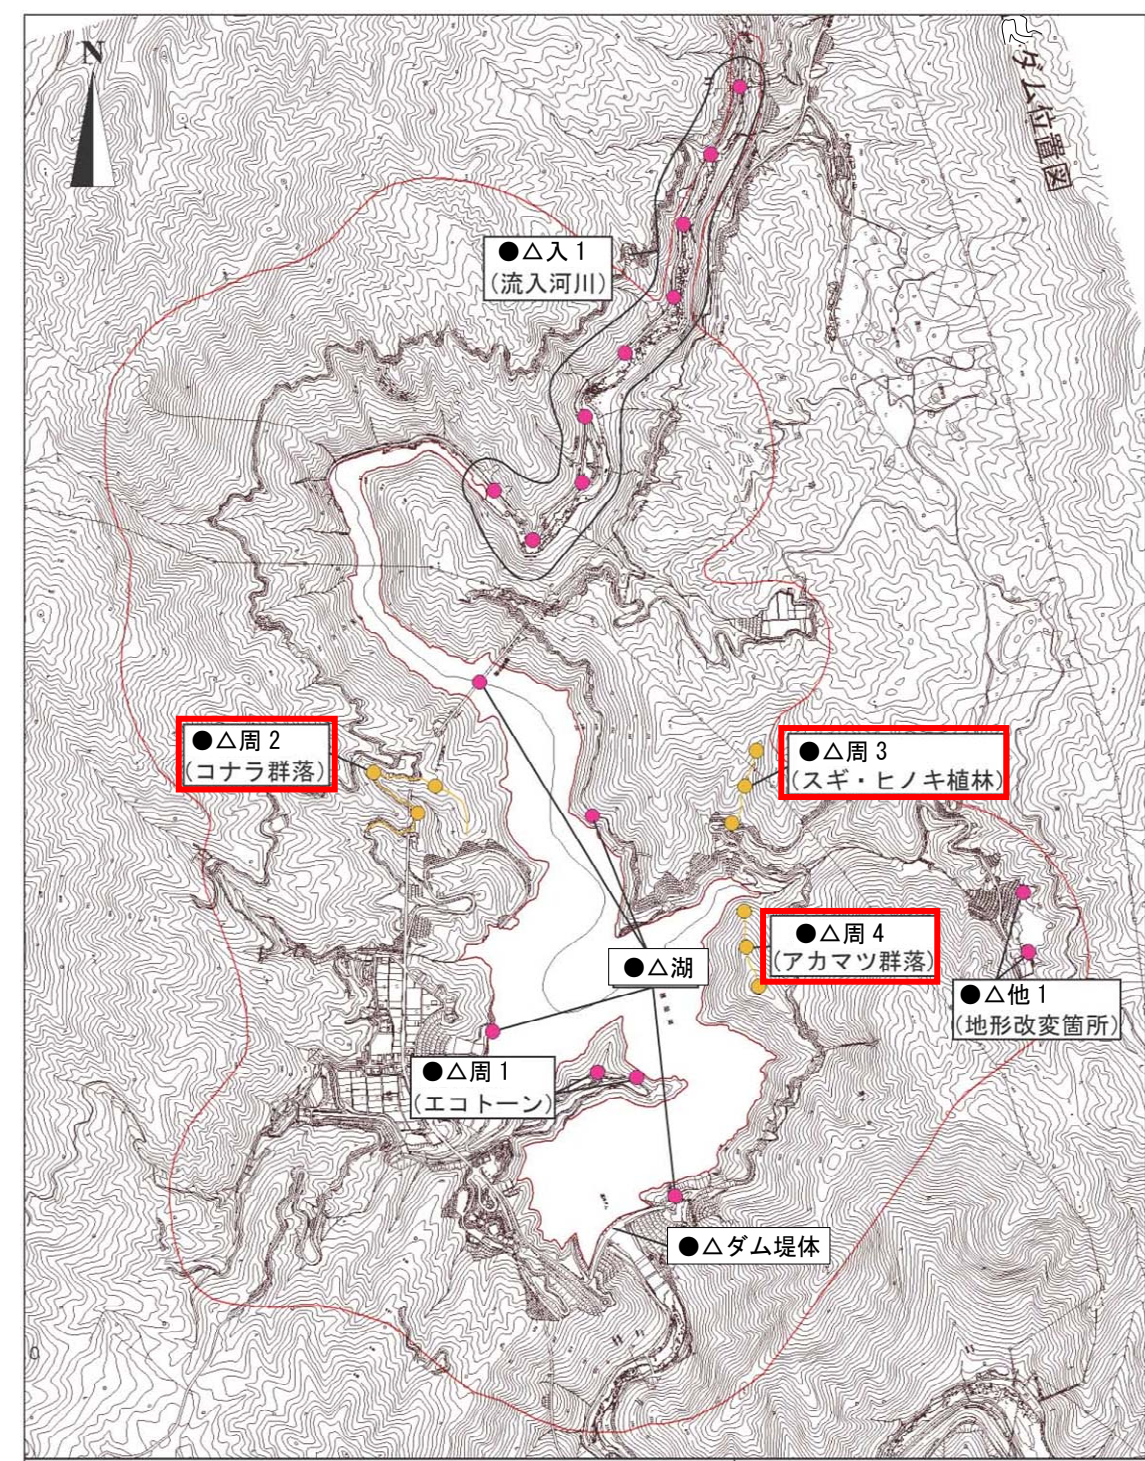 N
ダム位置図
●△入1
(流入河川)
●△周2
(コナラ群落)
●△周3
(スギ・ヒノキ植林)
●△周4
(アカマツ群落)
●△湖
●△他1
(地形改変箇所)
●△周1
(エコトーン)
●△ダム堤体